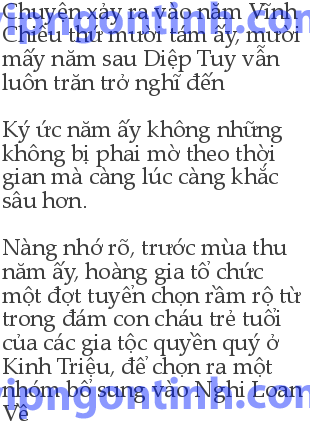 Chuyện xảy ra vào năm Vĩnh
Chiêu thứ mười tám ấy, mười
mấy năm sau Diệp Tuy vẫn
luôn trăn trở nghĩ đến
Ký ức năm ấy không những
không bị phai mờ theo thời
gian mà càng lúc càng khắc
sâu hơn.
Nàng nhớ rõ, trước mùa thu
năm ấy, hoàng gia tổ chức
một đợt tuyển chọn rầm rộ từ
trong đám con cháu trẻ tuổi
của các gia tộc quyền quý ở
Kinh Triệu, để chọn ra một
nhóm bổ sung vào Nghi Loan
Vệ
ipngontinh.com
ipngontinh.com